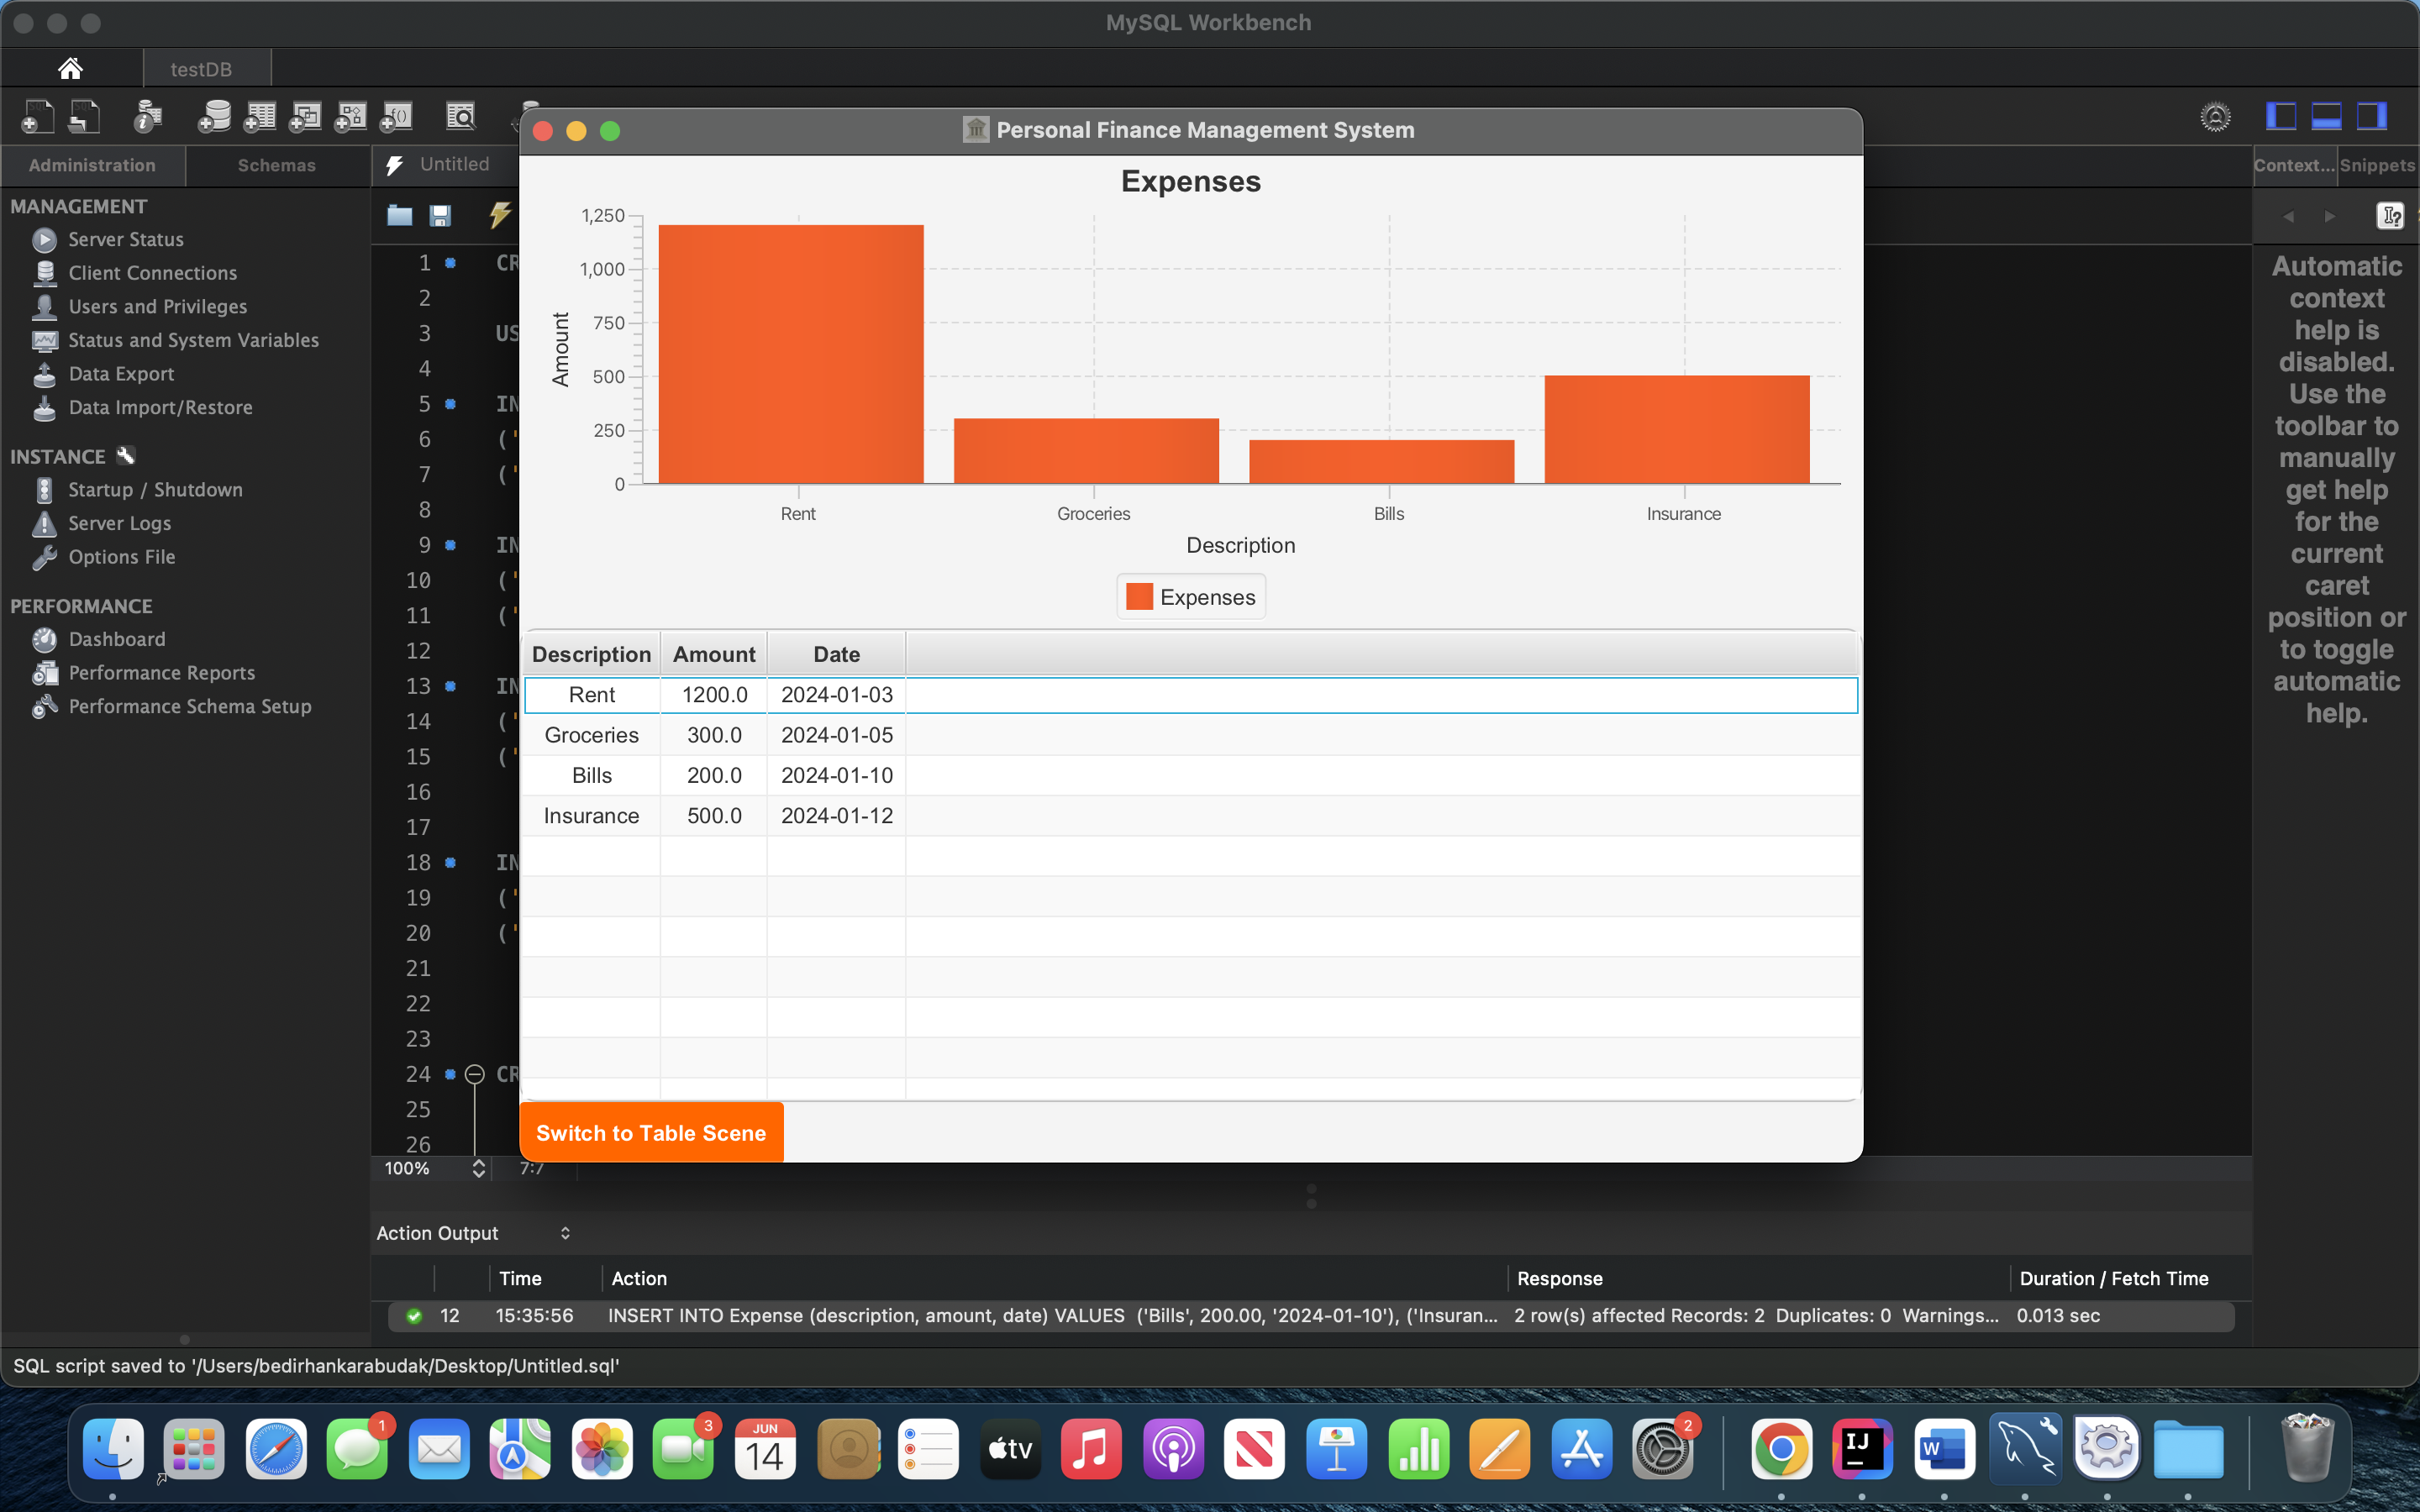 MySQL Workbench
testDB
Administration
Schemas
Untitled
Context...
Snippets
MANAGEMENT
Server Status
Client Connections
Users and Privileges
Status and System Variables
Data Export
Data Import/Restore
INSTANCE
Startup / Shutdown
Server Logs
Options File
PERFORMANCE
Dashboard
Performance Reports
Performance Schema Setup
1 CR
2
3 US
4
5 IN
6 ('
7 ('
8
9 IN
10 ('
11 ('
12
13 IN
14 ('
15 ('
16
17
18 IN
19 ('
20 ('
21
22
23
24 CR
25
26
100% 7:7
Personal Finance Management System
Expenses
Amount
1,250
1,000
750
500
250
0
Rent Groceries Bills Insurance
Description
Expenses
Description Amount Date
Rent 1200.0 2024-01-03
Groceries 300.0 2024-01-05
Bills 200.0 2024-01-10
Insurance 500.0 2024-01-12
Switch to Table Scene
Automatic
context
help is
disabled.
Use the
toolbar to
manually
get help
for the
current
caret
position or
to toggle
automatic
help.
Action Output
Time Action Response Duration / Fetch Time
12 15:35:56 INSERT INTO Expense (description, amount, date) VALUES ('Bills', 200.00, '2024-01-10'), ('Insuran... 2 row(s) affected Records: 2 Duplicates: 0 Warnings... 0.013 sec
SQL script saved to '/Users/bedirhankarabudak/Desktop/Untitled.sql'
1
3
JUN
14
tv
2
IJ
W